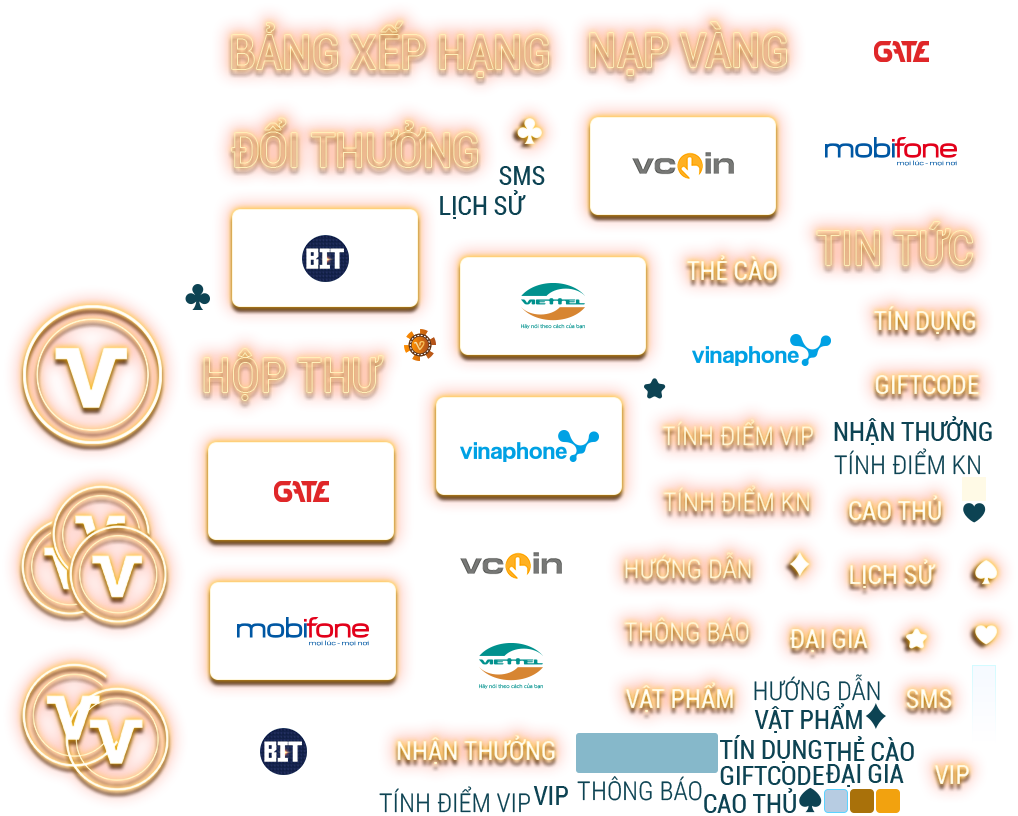 BẢNG XẾP HẠNG
NẠP VÀNG
GATE
ĐỔI THƯỞNG
vcoin
mobifone
mọi lúc - mọi nơi
SMS
LỊCH SỬ
BIT
TIN TỨC
THẺ CÀO
VIETTEL
Hãy nói theo cách của bạn
TÍN DỤNG
V
HỘP THƯ
V
vinaphone
GIFTCODE
vinaphone
TÍNH ĐIỂM VIP
NHẬN THƯỞNG
TÍNH ĐIỂM KN
GATE
TÍNH ĐIỂM KN
CAO THỦ
V
V
V
vcoin
HƯỚNG DẪN
LỊCH SỬ
mobifone
mọi lúc - mọi nơi
THÔNG BÁO
ĐẠI GIA
VIETTEL
Hãy nói theo cách của bạn
VẬT PHẨM
HƯỚNG DẪN
SMS
V
V
VẬT PHẨM
BIT
NHẬN THƯỞNG
TÍN DỤNG
THẺ CÀO
GIFTCODE
ĐẠI GIA
VIP
TÍNH ĐIỂM VIP
VIP
THÔNG BÁO
CAO THỦ